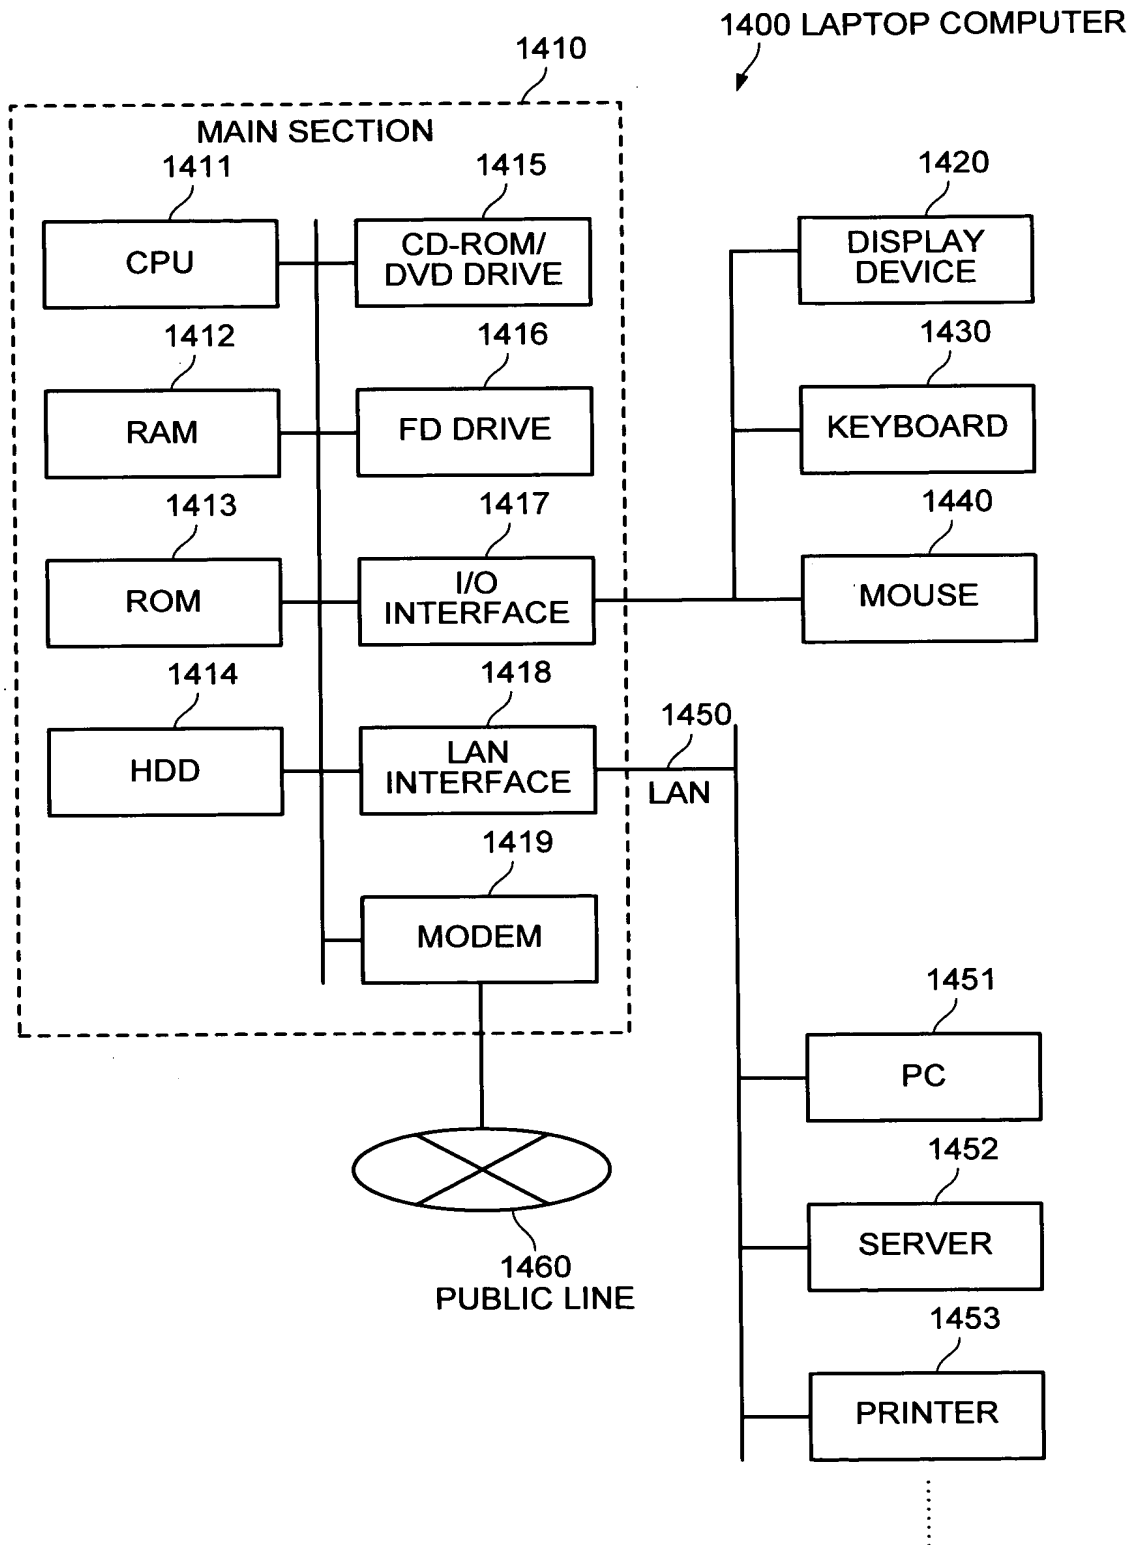 1400 LAPTOP COMPUTER
1410
MAIN SECTION
1411
CPU
1415
CD-ROM/
DVD DRIVE
1412
RAM
1416
FD DRIVE
1413
ROM
1417
I/O
INTERFACE
1414
HDD
1418
LAN
INTERFACE
1419
MODEM
1420
DISPLAY
DEVICE
1430
KEYBOARD
1440
MOUSE
1450
LAN
1451
PC
1452
SERVER
1453
PRINTER
1460
PUBLIC LINE